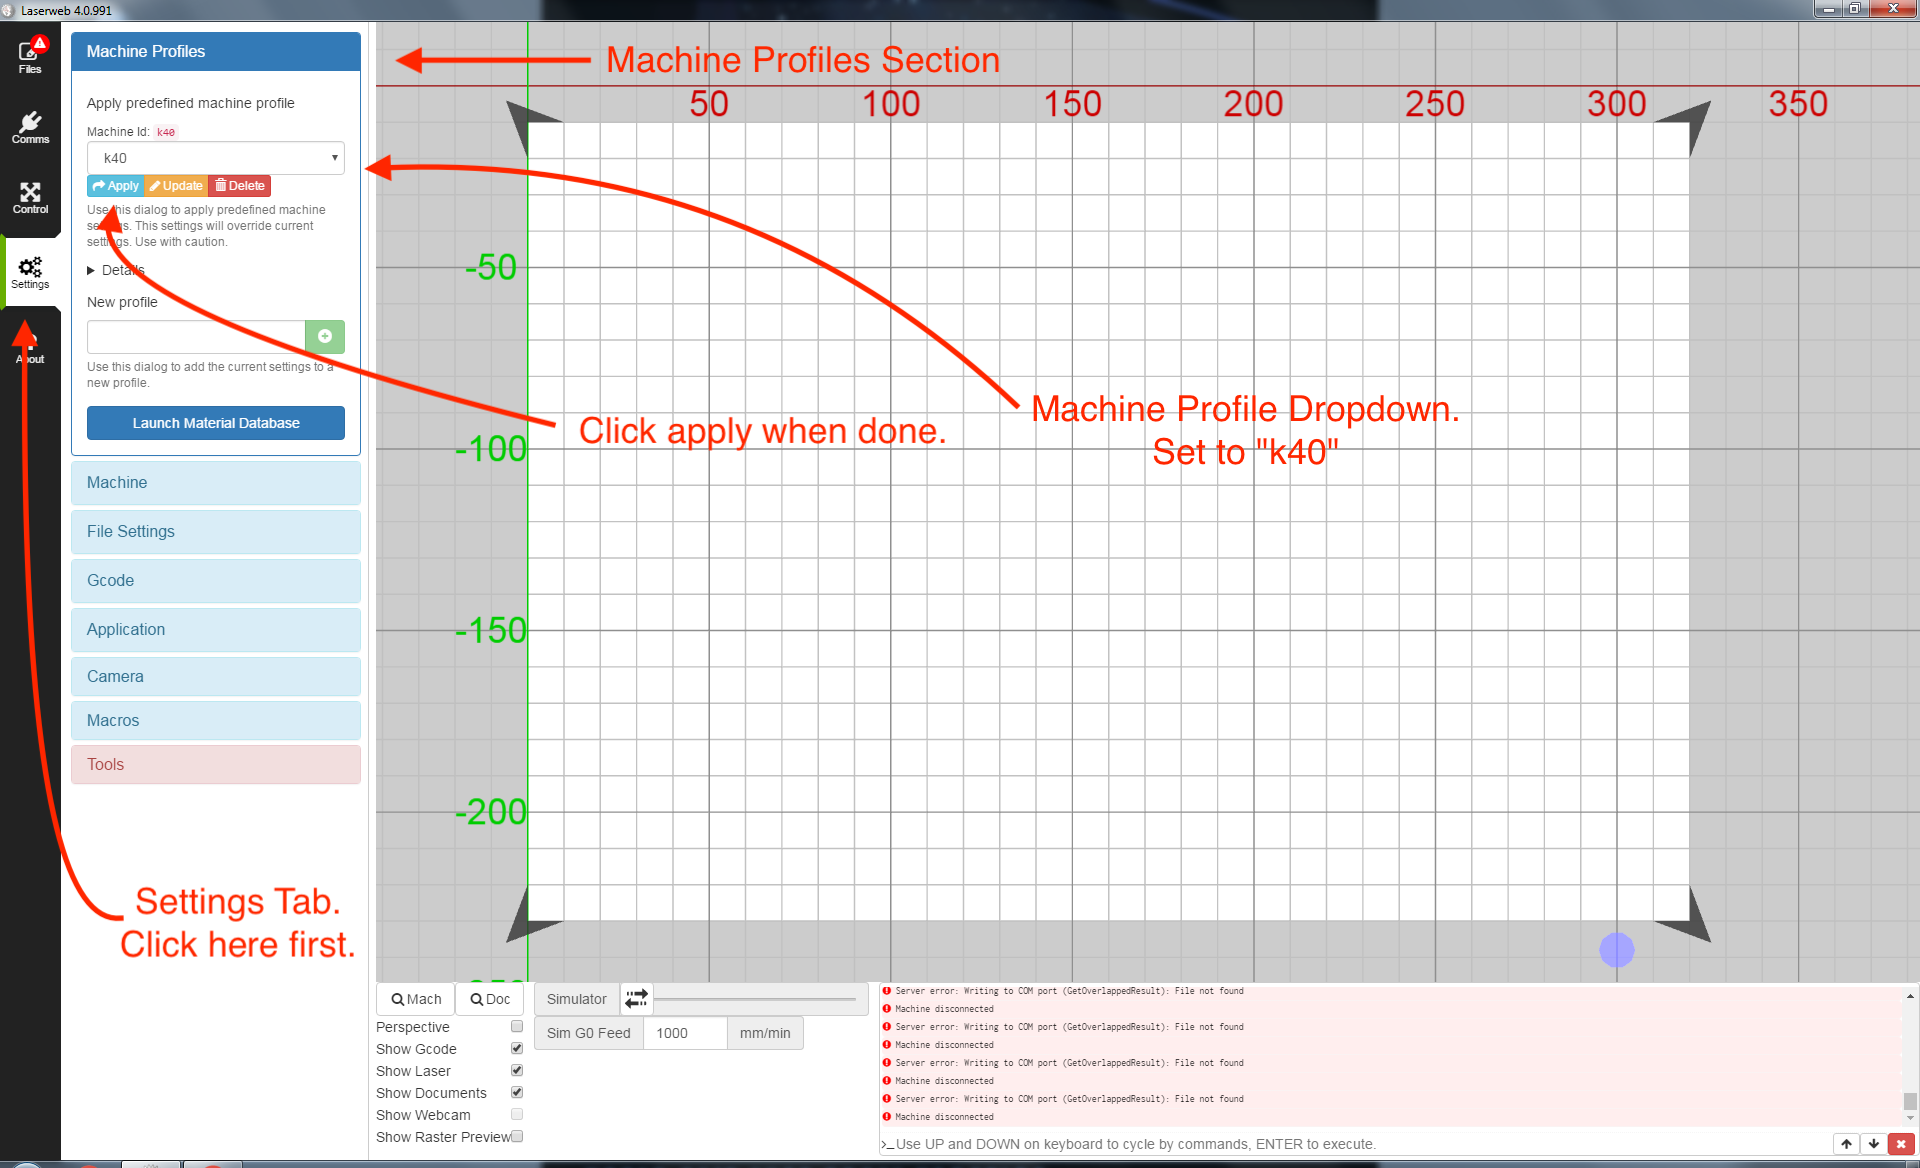 Laserweb 4.0.991
Files
Comms
Control
Settings
About
Machine Profiles
Apply predefined machine profile
Machine Id: k40
k40
Apply Update Delete
Use this dialog to apply predefined machine
settings. This settings will override current
settings. Use with caution.
Details
New profile
Use this dialog to add the current settings to a
new profile.
Launch Material Database
Machine
File Settings
Gcode
Application
Camera
Macros
Tools
Machine Profiles Section
50 100 150 200 250 300 350
-50
-100
-150
-200
Machine Profile Dropdown.
Set to "k40"
Click apply when done.
Settings Tab.
Click here first.
Mach Doc
Perspective
Show Gcode
Show Laser
Show Documents
Show Webcam
Show Raster Preview
Simulator
Sim G0 Feed 1000 mm/min
Server error: Writing to COM port (GetOverlappedResult): File not found
Machine disconnected
Server error: Writing to COM port (GetOverlappedResult): File not found
Machine disconnected
Server error: Writing to COM port (GetOverlappedResult): File not found
Machine disconnected
Server error: Writing to COM port (GetOverlappedResult): File not found
Machine disconnected
>_Use UP and DOWN on keyboard to cycle by commands, ENTER to execute.